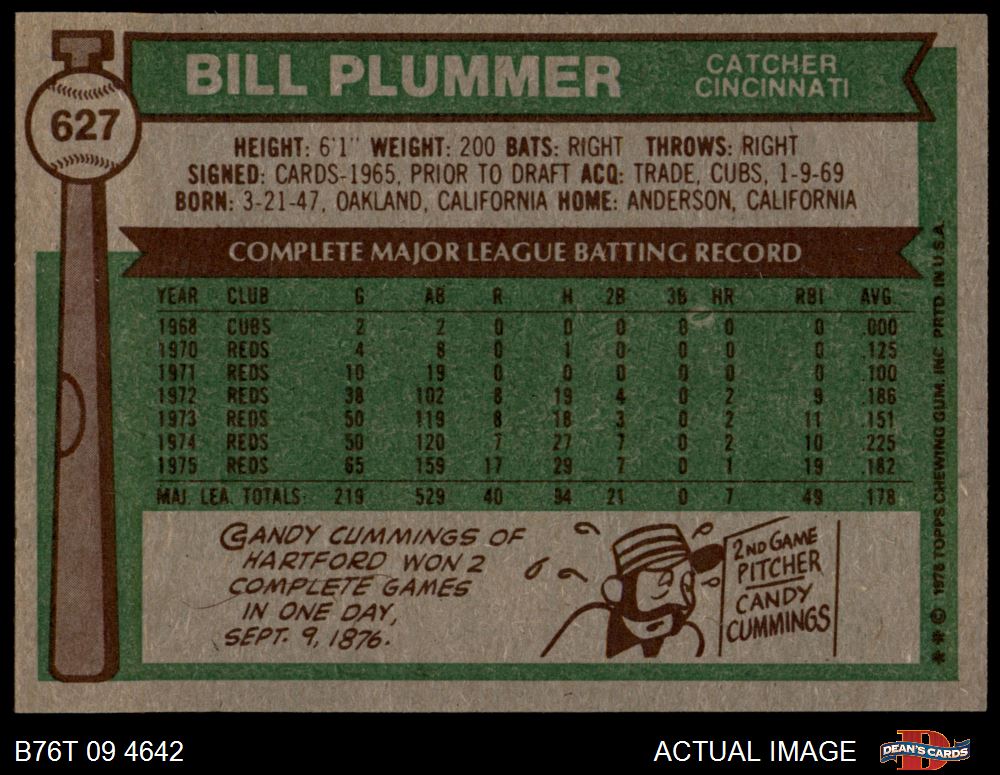 627
BILL PLUMMER
CATCHER
CINCINNATI
HEIGHT: 6'1" WEIGHT: 200 BATS: RIGHT THROWS: RIGHT
SIGNED: CARDS-1965, PRIOR TO DRAFT ACQ: TRADE, CUBS, 1-9-69
BORN: 3-21-47, OAKLAND, CALIFORNIA HOME: ANDERSON, CALIFORNIA
COMPLETE MAJOR LEAGUE BATTING RECORD
YEAR CLUB G AB R H 2B 3B HR RBI AVG.
1968 CUBS 2 2 0 0 0 0 0 0 .000
1970 REDS 4 8 0 1 0 0 0 0 .125
1971 REDS 10 19 0 0 0 0 0 0 .100
1972 REDS 38 102 8 19 4 0 2 9 .186
1973 REDS 50 119 8 18 3 0 2 11 .151
1974 REDS 50 120 7 27 7 0 2 10 .225
1975 REDS 65 159 17 29 7 0 1 19 .182
MAJ. LEA. TOTALS 219 529 40 94 21 0 7 49 .178
CANDY CUMMINGS OF
HARTFORD WON 2
COMPLETE GAMES
IN ONE DAY,
SEPT. 9, 1876.
2ND GAME
PITCHER
CANDY
CUMMINGS
** © 1976 TOPPS CHEWING GUM, INC. PRTD. IN U.S.A.
B76T 09 4642
ACTUAL IMAGE
DEAN'S CARDS